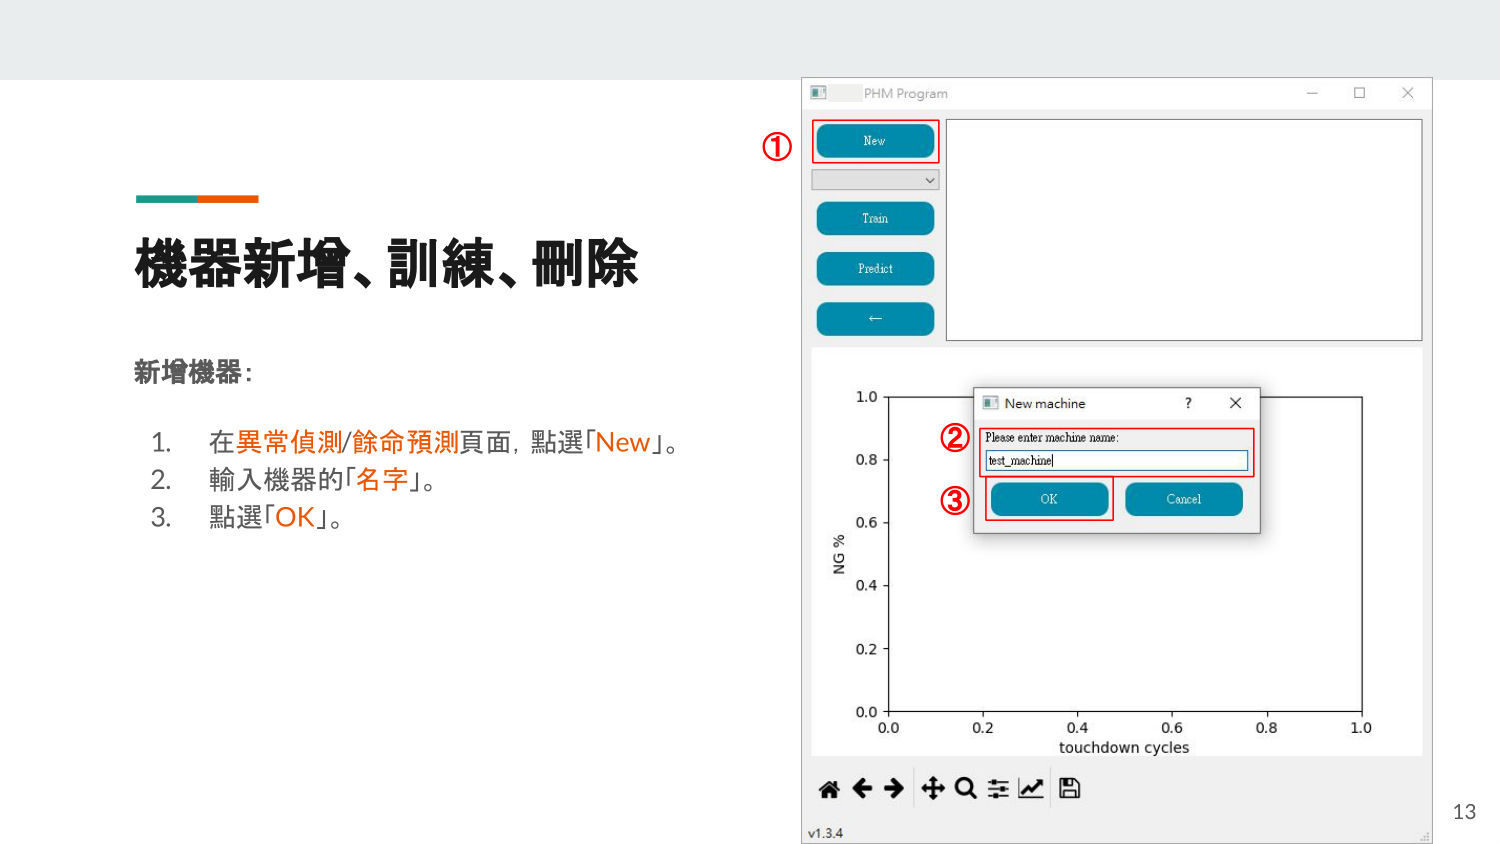 機器新增、訓練、刪除
新增機器：
1. 在異常偵測/餘命預測頁面，點選「New」。
2. 輸入機器的「名字」。
3. 點選「OK」。
PHM Program
①
New
Train
Predict
←
New machine
?
②
Please enter machine name:
test_machine
③
OK
Cancel
1.0
0.8
0.6
0.4
0.2
0.0
NG %
0.0 0.2 0.4 0.6 0.8 1.0
touchdown cycles
v1.3.4
13